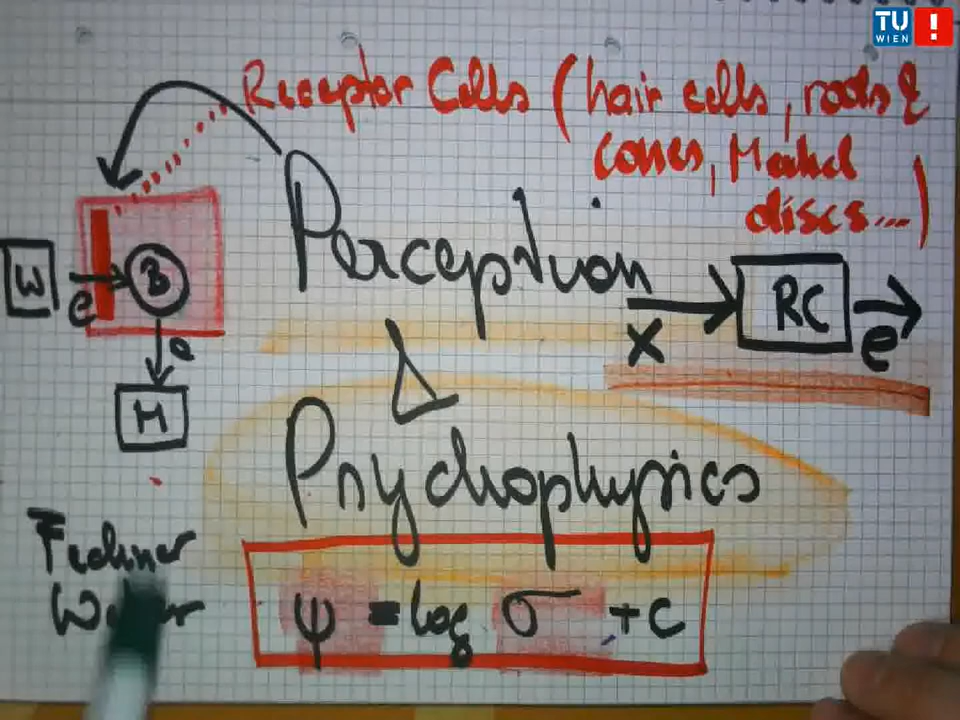 TU
WIEN
!
Receptor Cells (hair cells, rods &
cones, Merkel
discs...)
Perception
W
e
B
e
M
x
RC
e
Psychophysics
Fechner
Weber
ψ = log σ + C